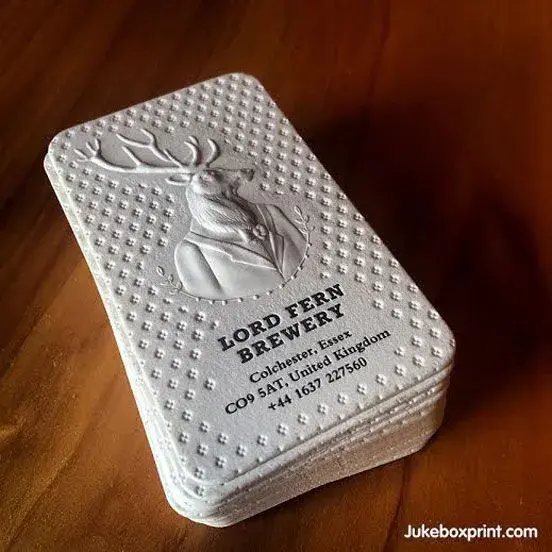 LORD FERN
BREWERY
Colchester, Essex
CO9 5AT, United Kingdom
+44 1637 227560
Jukeboxprint.com